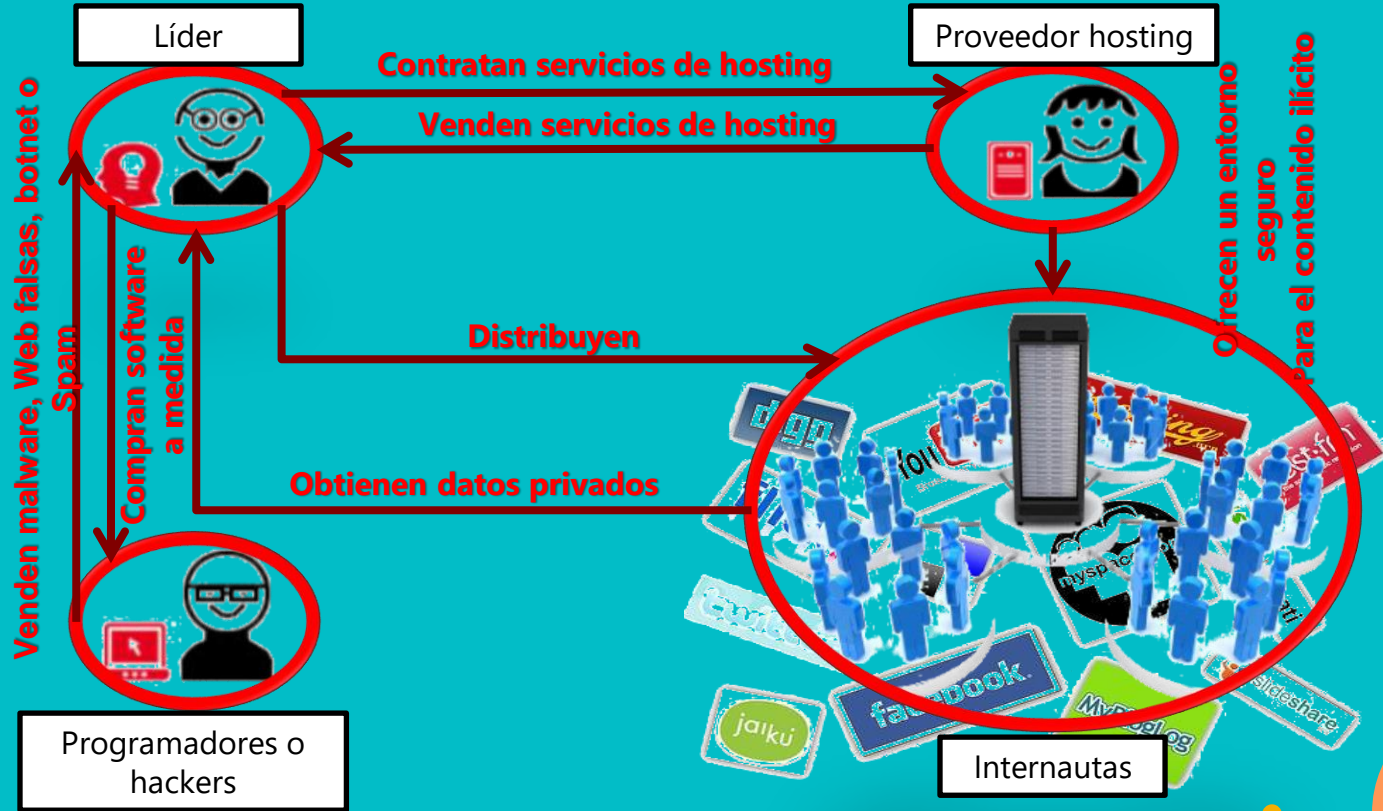 Líder
Proveedor hosting
Contratan servicios de hosting
Venden servicios de hosting
Venden malware, Web falsas, botnet o
Spam
Compran software
a medida
Ofrecen un entorno
seguro
Para el contenido ilícito
Distribuyen
Obtienen datos privados
digg
You
myspace
facebook
jaiku
MyBlogLog
slideshare
Programadores o
hackers
Internautas